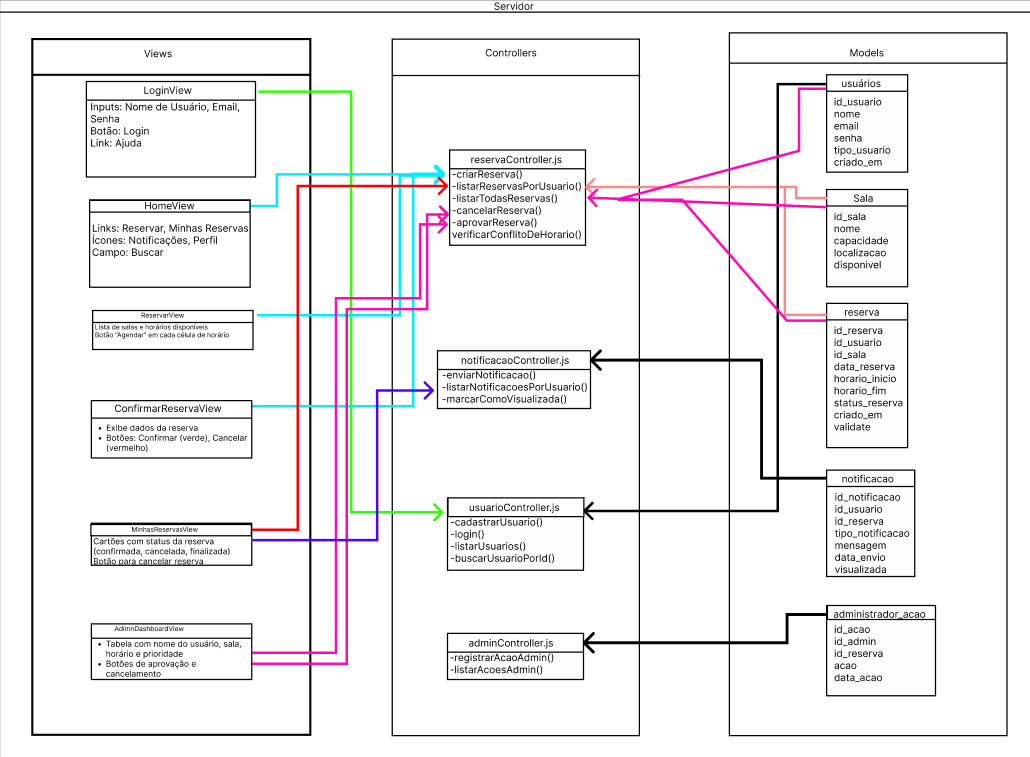 Servidor
Views
LoginView
Inputs: Nome de Usuário, Email,
Senha
Botão: Login
Link: Ajuda
HomeView
Links: Reservar, Minhas Reservas
Ícones: Notificações, Perfil
Campo: Buscar
ReservarView
Lista de salas e horários disponíveis
Botão "Agendar" em cada célula de horário
ConfirmarReservaView
• Exibe dados da reserva
• Botões: Confirmar (verde), Cancelar
(vermelho)
MinhasReservasView
Cartões com status da reserva
(confirmada, cancelada, finalizada)
Botão para cancelar reserva
AdimnDashboardView
• Tabela com nome do usuário, sala,
horário e prioridade
• Botões de aprovação e
cancelamento
Controllers
reservaController.js
-criarReserva()
-listarReservasPorUsuario()
-listarTodasReservas()
-cancelarReserva()
-aprovarReserva()
verificarConflitoDeHorario()
notificacaoController.js
-enviarNotificacao()
-listarNotificacoesPorUsuario()
-marcarComoVisualizada()
usuarioController.js
-cadastrarUsuario()
-login()
-listarUsuarios()
-buscarUsuarioPorId()
adminController.js
-registrarAcaoAdmin()
-listarAcoesAdmin()
Models
usuários
id_usuario
nome
email
senha
tipo_usuario
criado_em
Sala
id_sala
nome
capacidade
localizacao
disponivel
reserva
id_reserva
id_usuario
id_sala
data_reserva
horario_inicio
horario_fim
status_reserva
criado_em
validate
notificacao
id_notificacao
id_usuario
id_reserva
tipo_notificacao
mensagem
data_envio
visualizada
administrador_acao
id_acao
id_admin
id_reserva
acao
data_acao